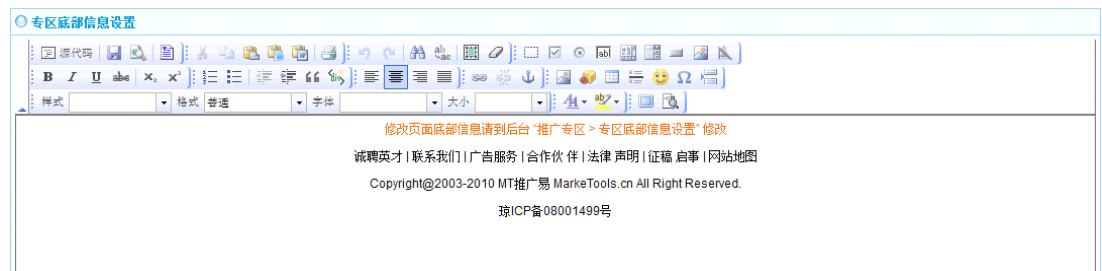 专区底部信息设置
源代码
B I U abc X₂ X²
样式 格式 普通 字体 大小
修改页面底部信息请到后台 “推广专区 > 专区底部信息设置” 修改
诚聘英才 | 联系我们 | 广告服务 | 合作伙 伴 | 法律 声明 | 征稿 启事 | 网站地图
Copyright@2003-2010 MT推广易 MarkeTools.cn All Right Reserved.
琼ICP备08001499号